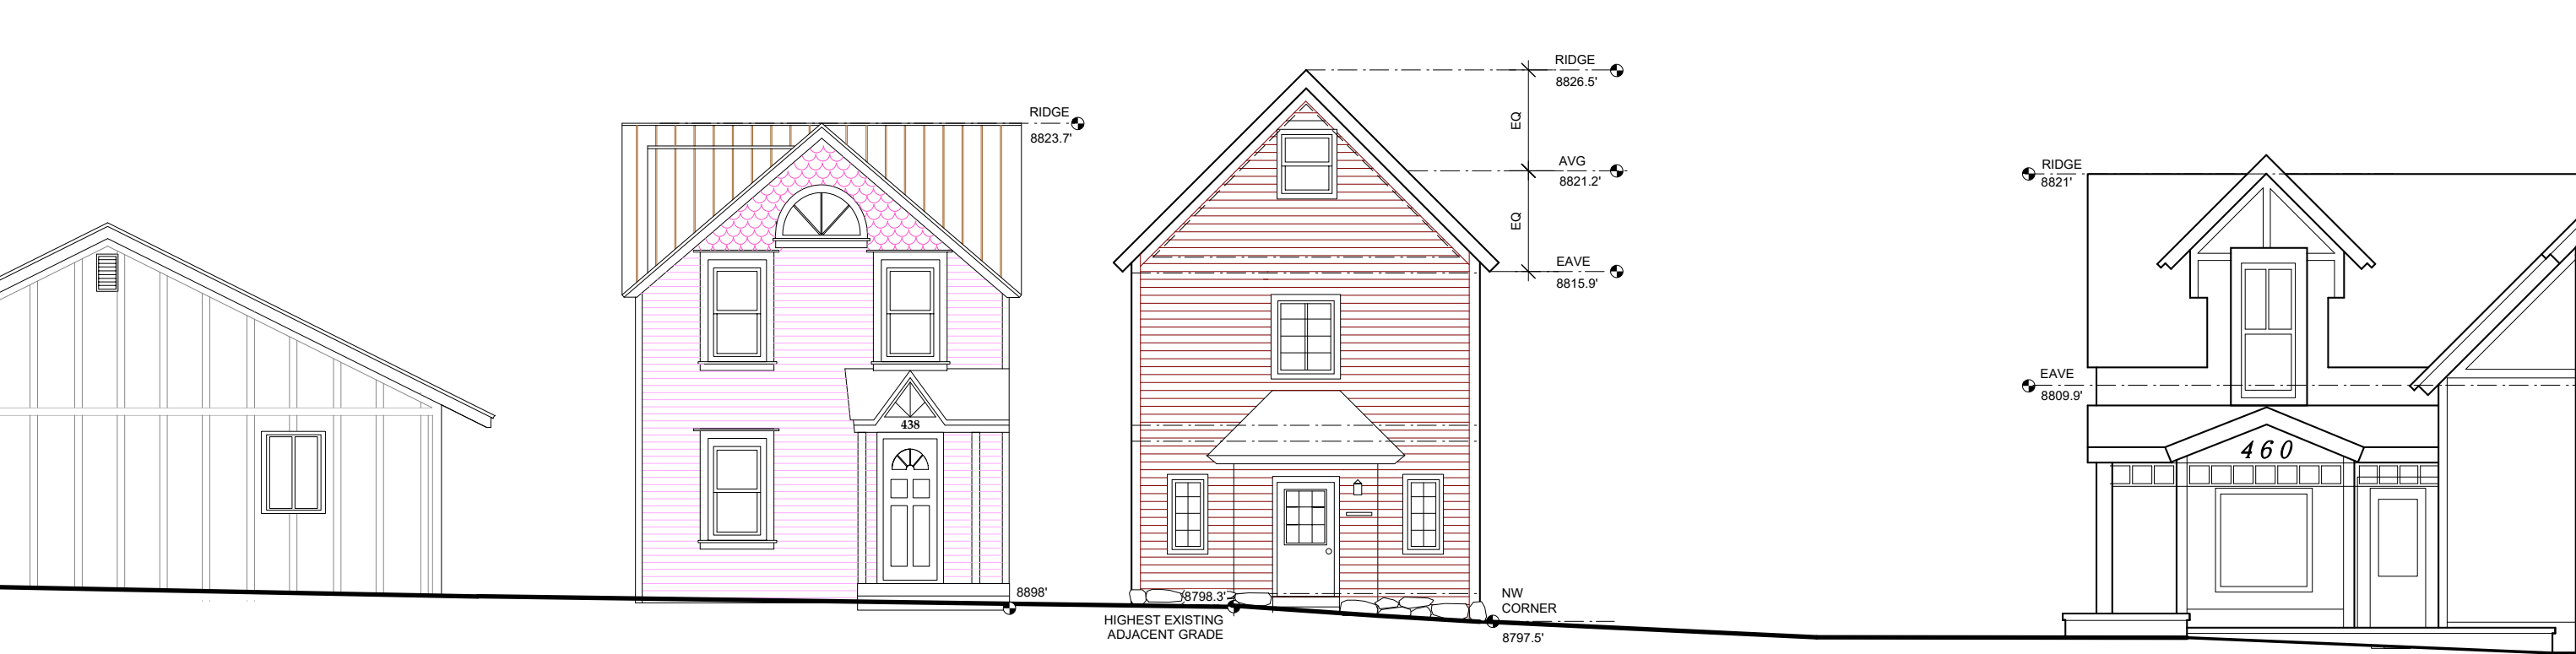 RIDGE
8823.7'
438
8898'
RIDGE
8826.5'
EQ
AVG
8821.2'
EQ
EAVE
8815.9'
8798.3'
HIGHEST EXISTING
ADJACENT GRADE
NW
CORNER
8797.5'
RIDGE
8821'
EAVE
8809.9'
460